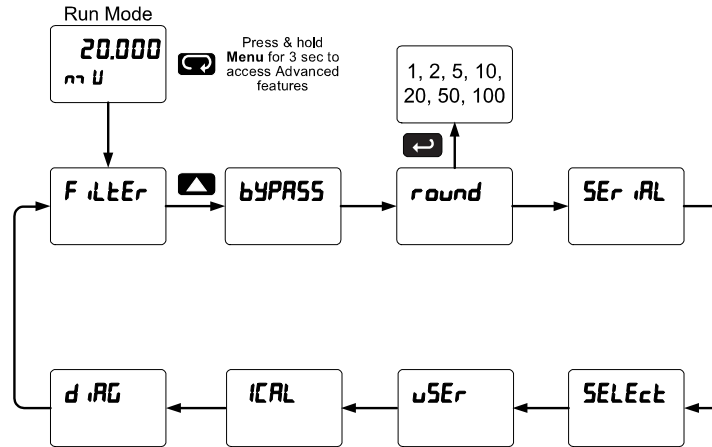 Run Mode
20.000
mV
Press & hold
Menu for 3 sec to
access Advanced
features
1, 2, 5, 10,
20, 50, 100
FiLtEr
bYPASS
round
SEriAL
diAG
ICAL
uSEr
SELEct